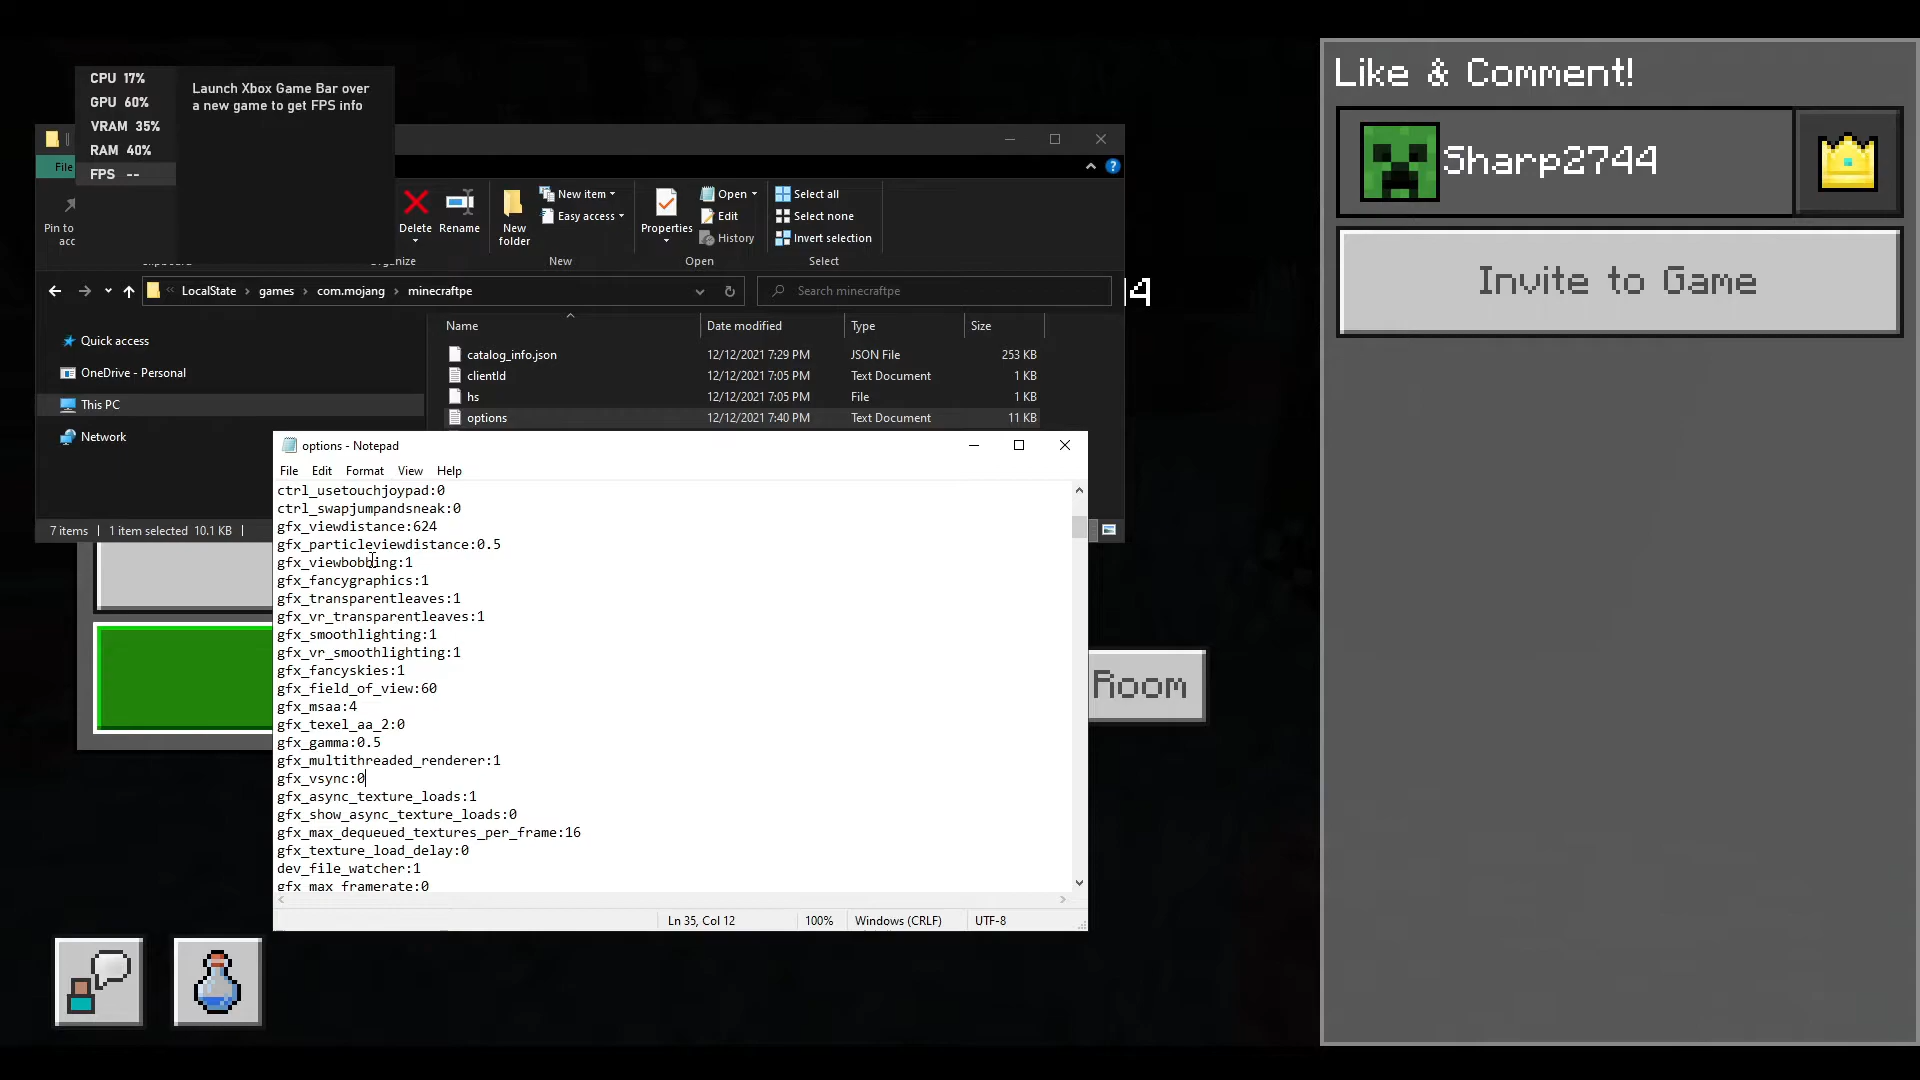 CPU 17%
GPU 60%
VRAM 35%
RAM 40%
FPS --
Launch Xbox Game Bar over
a new game to get FPS info
File
Pin to
acc
Delete
Rename
New
folder
New item
Easy access
Properties
Open
Edit
History
Select all
Select none
Invert selection
Organize
New
Open
Select
LocalState › games › com.mojang › minecraftpe
Search minecraftpe
4
Name Date modified Type Size
Quick access
OneDrive - Personal
This PC
Network
catalog_info.json 12/12/2021 7:29 PM JSON File 253 KB
clientId 12/12/2021 7:05 PM Text Document 1 KB
hs 12/12/2021 7:05 PM File 1 KB
options 12/12/2021 7:40 PM Text Document 11 KB
7 items 1 item selected 10.1 KB
options - Notepad
File Edit Format View Help
ctrl_usetouchjoypad:0
ctrl_swapjumpandsneak:0
gfx_viewdistance:624
gfx_particleviewdistance:0.5
gfx_viewbobbing:1
gfx_fancygraphics:1
gfx_transparentleaves:1
gfx_vr_transparentleaves:1
gfx_smoothlighting:1
gfx_vr_smoothlighting:1
gfx_fancyskies:1
gfx_field_of_view:60
gfx_msaa:4
gfx_texel_aa_2:0
gfx_gamma:0.5
gfx_multithreaded_renderer:1
gfx_vsync:0
gfx_async_texture_loads:1
gfx_show_async_texture_loads:0
gfx_max_dequeued_textures_per_frame:16
gfx_texture_load_delay:0
dev_file_watcher:1
gfx_max_framerate:0
Ln 35, Col 12 100% Windows (CRLF) UTF-8
Room
Like & Comment!
Sharp2744
Invite to Game